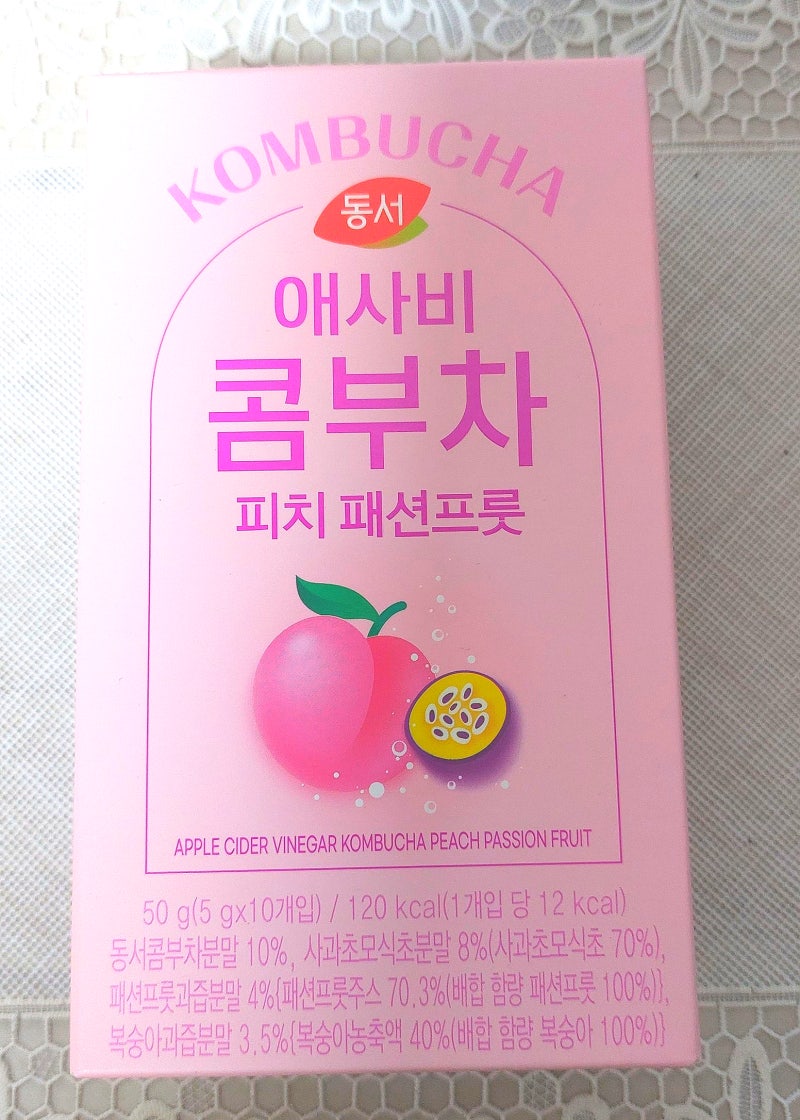 KOMBUCHA
동서
애사비
콤부차
피치 패션프룻
APPLE CIDER VINEGAR KOMBUCHA PEACH PASSION FRUIT
50 g(5 gx10개입) / 120 kcal(1개입 당 12 kcal)
동서콤부차분말 10%, 사과초모식초분말 8%(사과초모식초 70%),
패션프룻과즙분말 4%{패션프룻주스 70.3%(배합 함량 패션프룻 100%)},
복숭아과즙분말 3.5%{복숭아농축액 40%(배합 함량 복숭아 100%)}